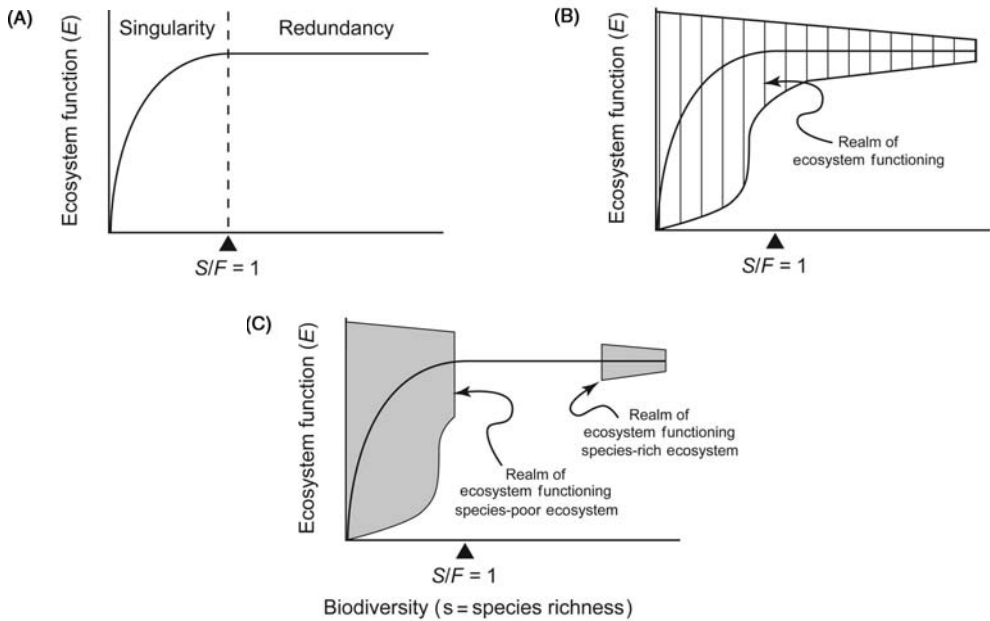 (A)
Singularity
Redundancy
Ecosystem function (E)
S/F = 1
(B)
Ecosystem function (E)
Realm of
ecosystem functioning
S/F = 1
(C)
Ecosystem function (E)
Realm of
ecosystem functioning
species-rich ecosystem
Realm of
ecosystem functioning
species-poor ecosystem
S/F = 1
Biodiversity (s = species richness)